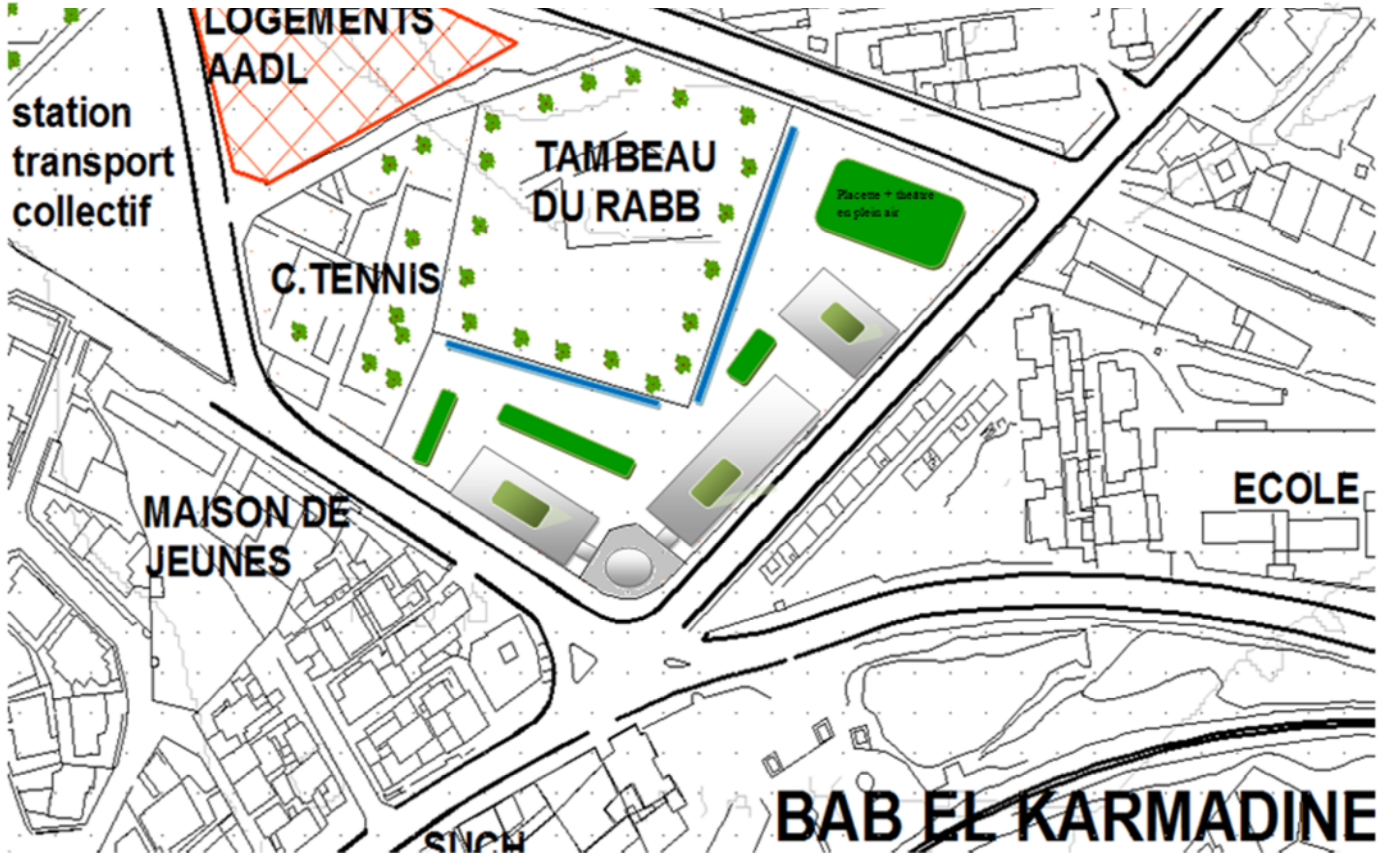 LOGEMENTS
AADL
station
transport
collectif
TAMBEAU
DU RABB
Placette + théâtre
en plein air
C.TENNIS
MAISON DE
JEUNES
ECOLE
BAB EL KARMADINE
SUCH